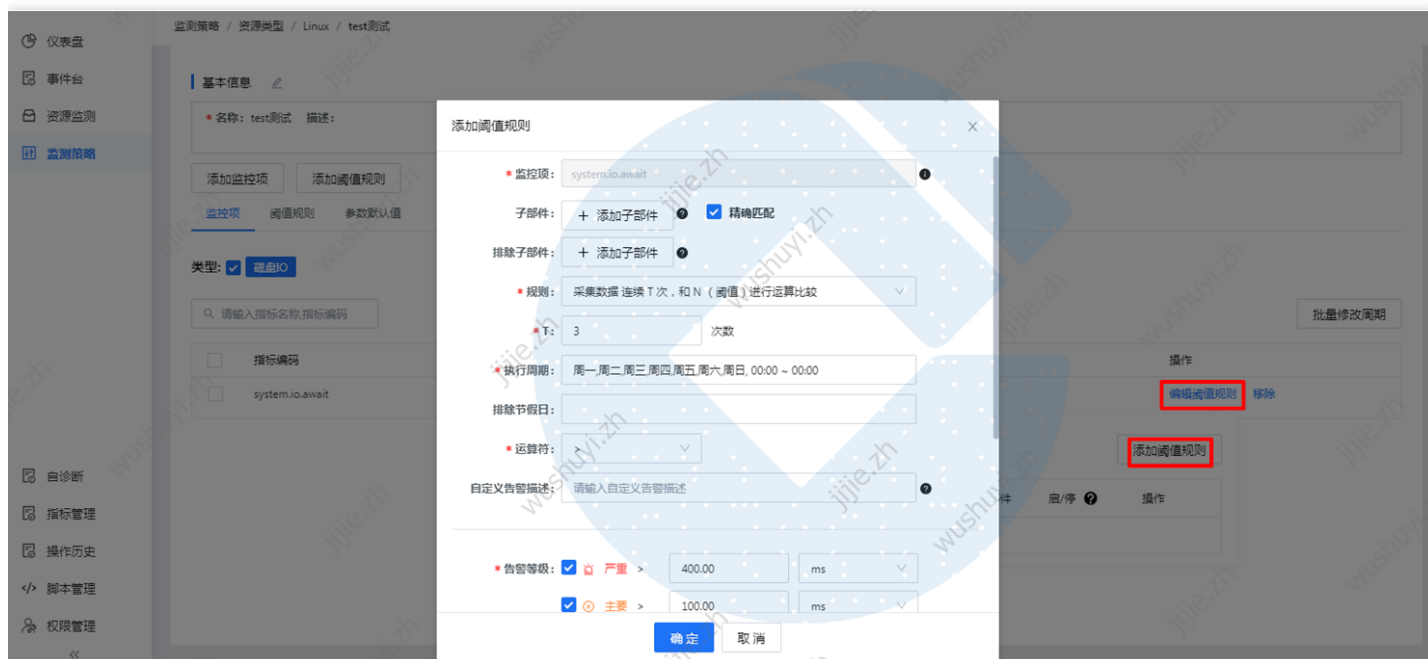 监测策略 / 资源类型 / Linux / test测试
仪表盘
事件台
资源监测
监测策略
自诊断
指标管理
操作历史
脚本管理
权限管理
基本信息
* 名称: test测试 描述:
添加监控项 添加阈值规则
监控项 阈值规则 参数默认值
类型: 磁盘IO
请输入指标名称,指标编码
批量修改周期
指标编码 操作
system.io.await 编辑阈值规则 移除
添加阈值规则
件 启/停 操作
添加阈值规则
* 监控项: system.io.await
子部件: + 添加子部件 精确匹配
排除子部件: + 添加子部件
* 规则: 采集数据 连续 T 次，和 N （ 阈值 ）进行运算比较
* T: 3 次数
* 执行周期: 周一,周二,周三,周四,周五,周六,周日, 00:00 ~ 00:00
排除节假日:
* 运算符: >
自定义告警描述: 请输入自定义告警描述
* 告警等级: 严重 > 400.00 ms
主要 > 100.00 ms
确 定 取 消
jijie.zh
wushuyi.zh